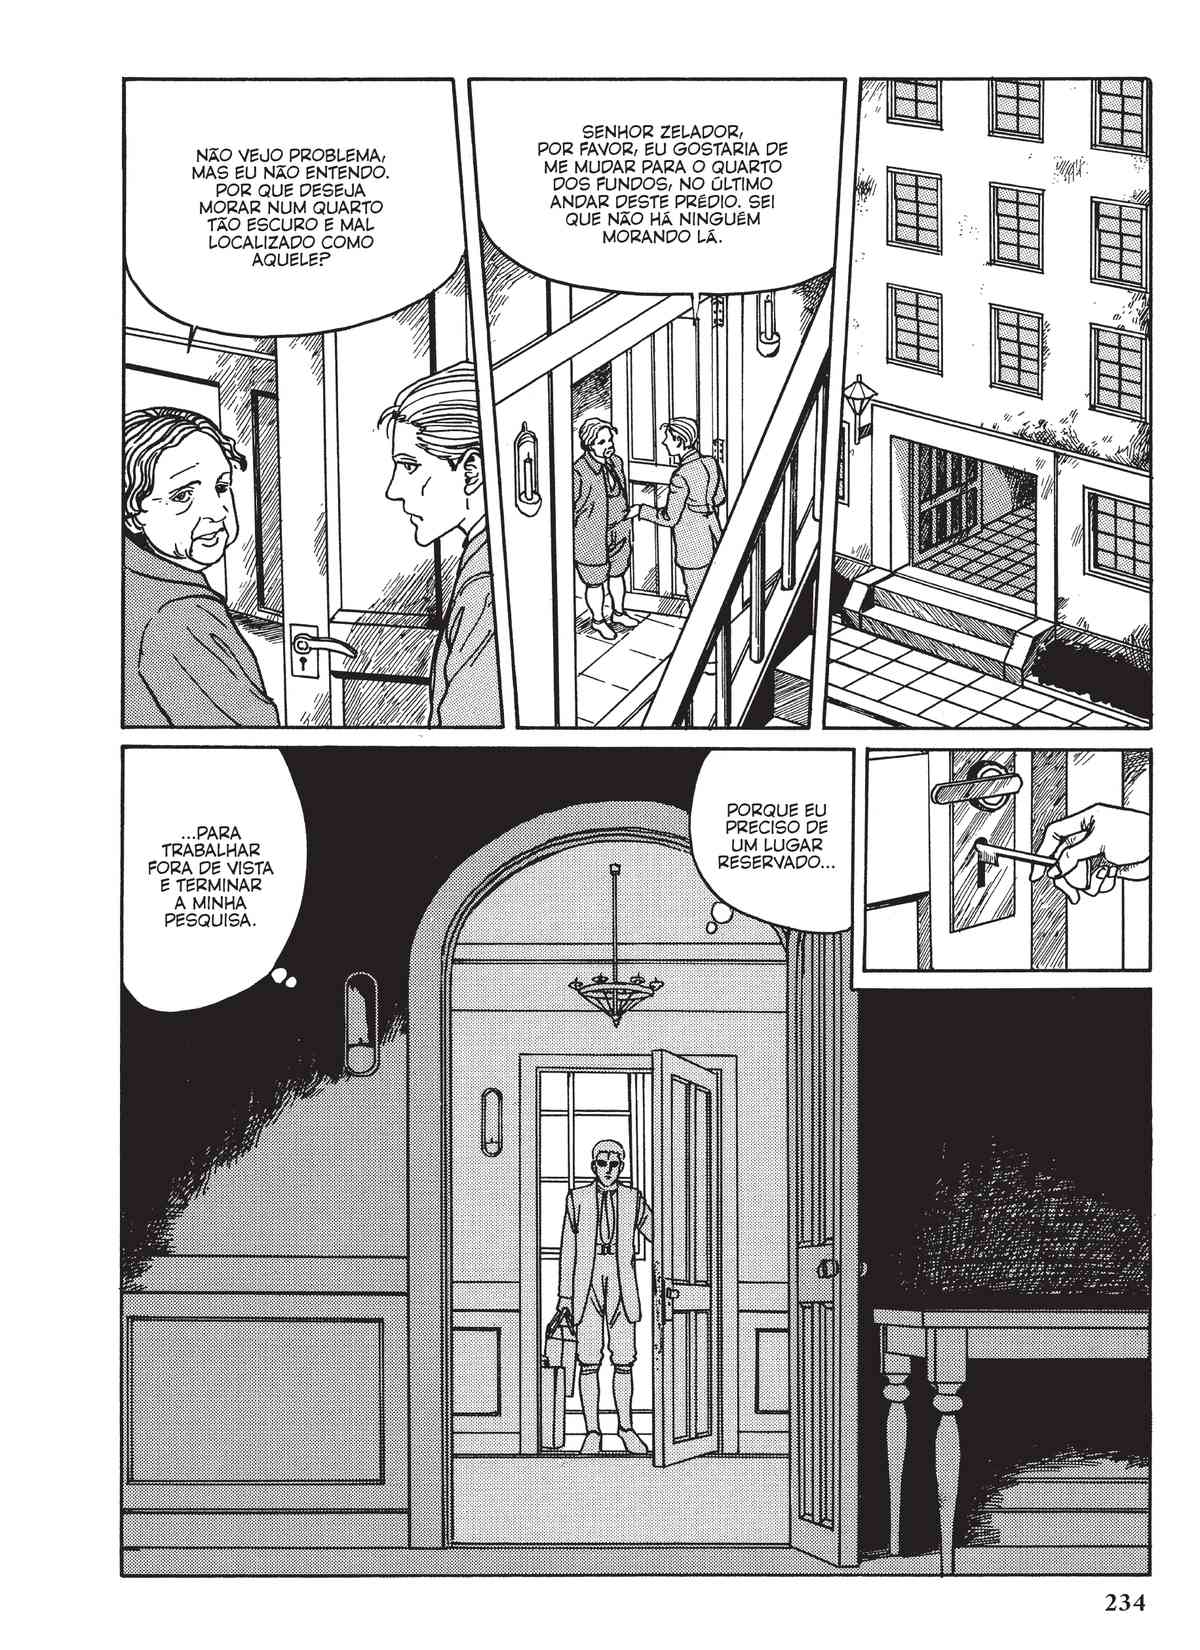 SENHOR ZELADOR,
POR FAVOR, EU GOSTARIA DE
ME MUDAR PARA O QUARTO
DOS FUNDOS, NO ÚLTIMO
ANDAR DESTE PRÉDIO. SEI
QUE NÃO HÁ NINGUÉM
MORANDO LÁ.
NÃO VEJO PROBLEMA,
MAS EU NÃO ENTENDO.
POR QUE DESEJA
MORAR NUM QUARTO
TÃO ESCURO E MAL
LOCALIZADO COMO
AQUELE?
PORQUE EU
PRECISO DE
UM LUGAR
RESERVADO...
...PARA
TRABALHAR
FORA DE VISTA
E TERMINAR
A MINHA
PESQUISA.
234